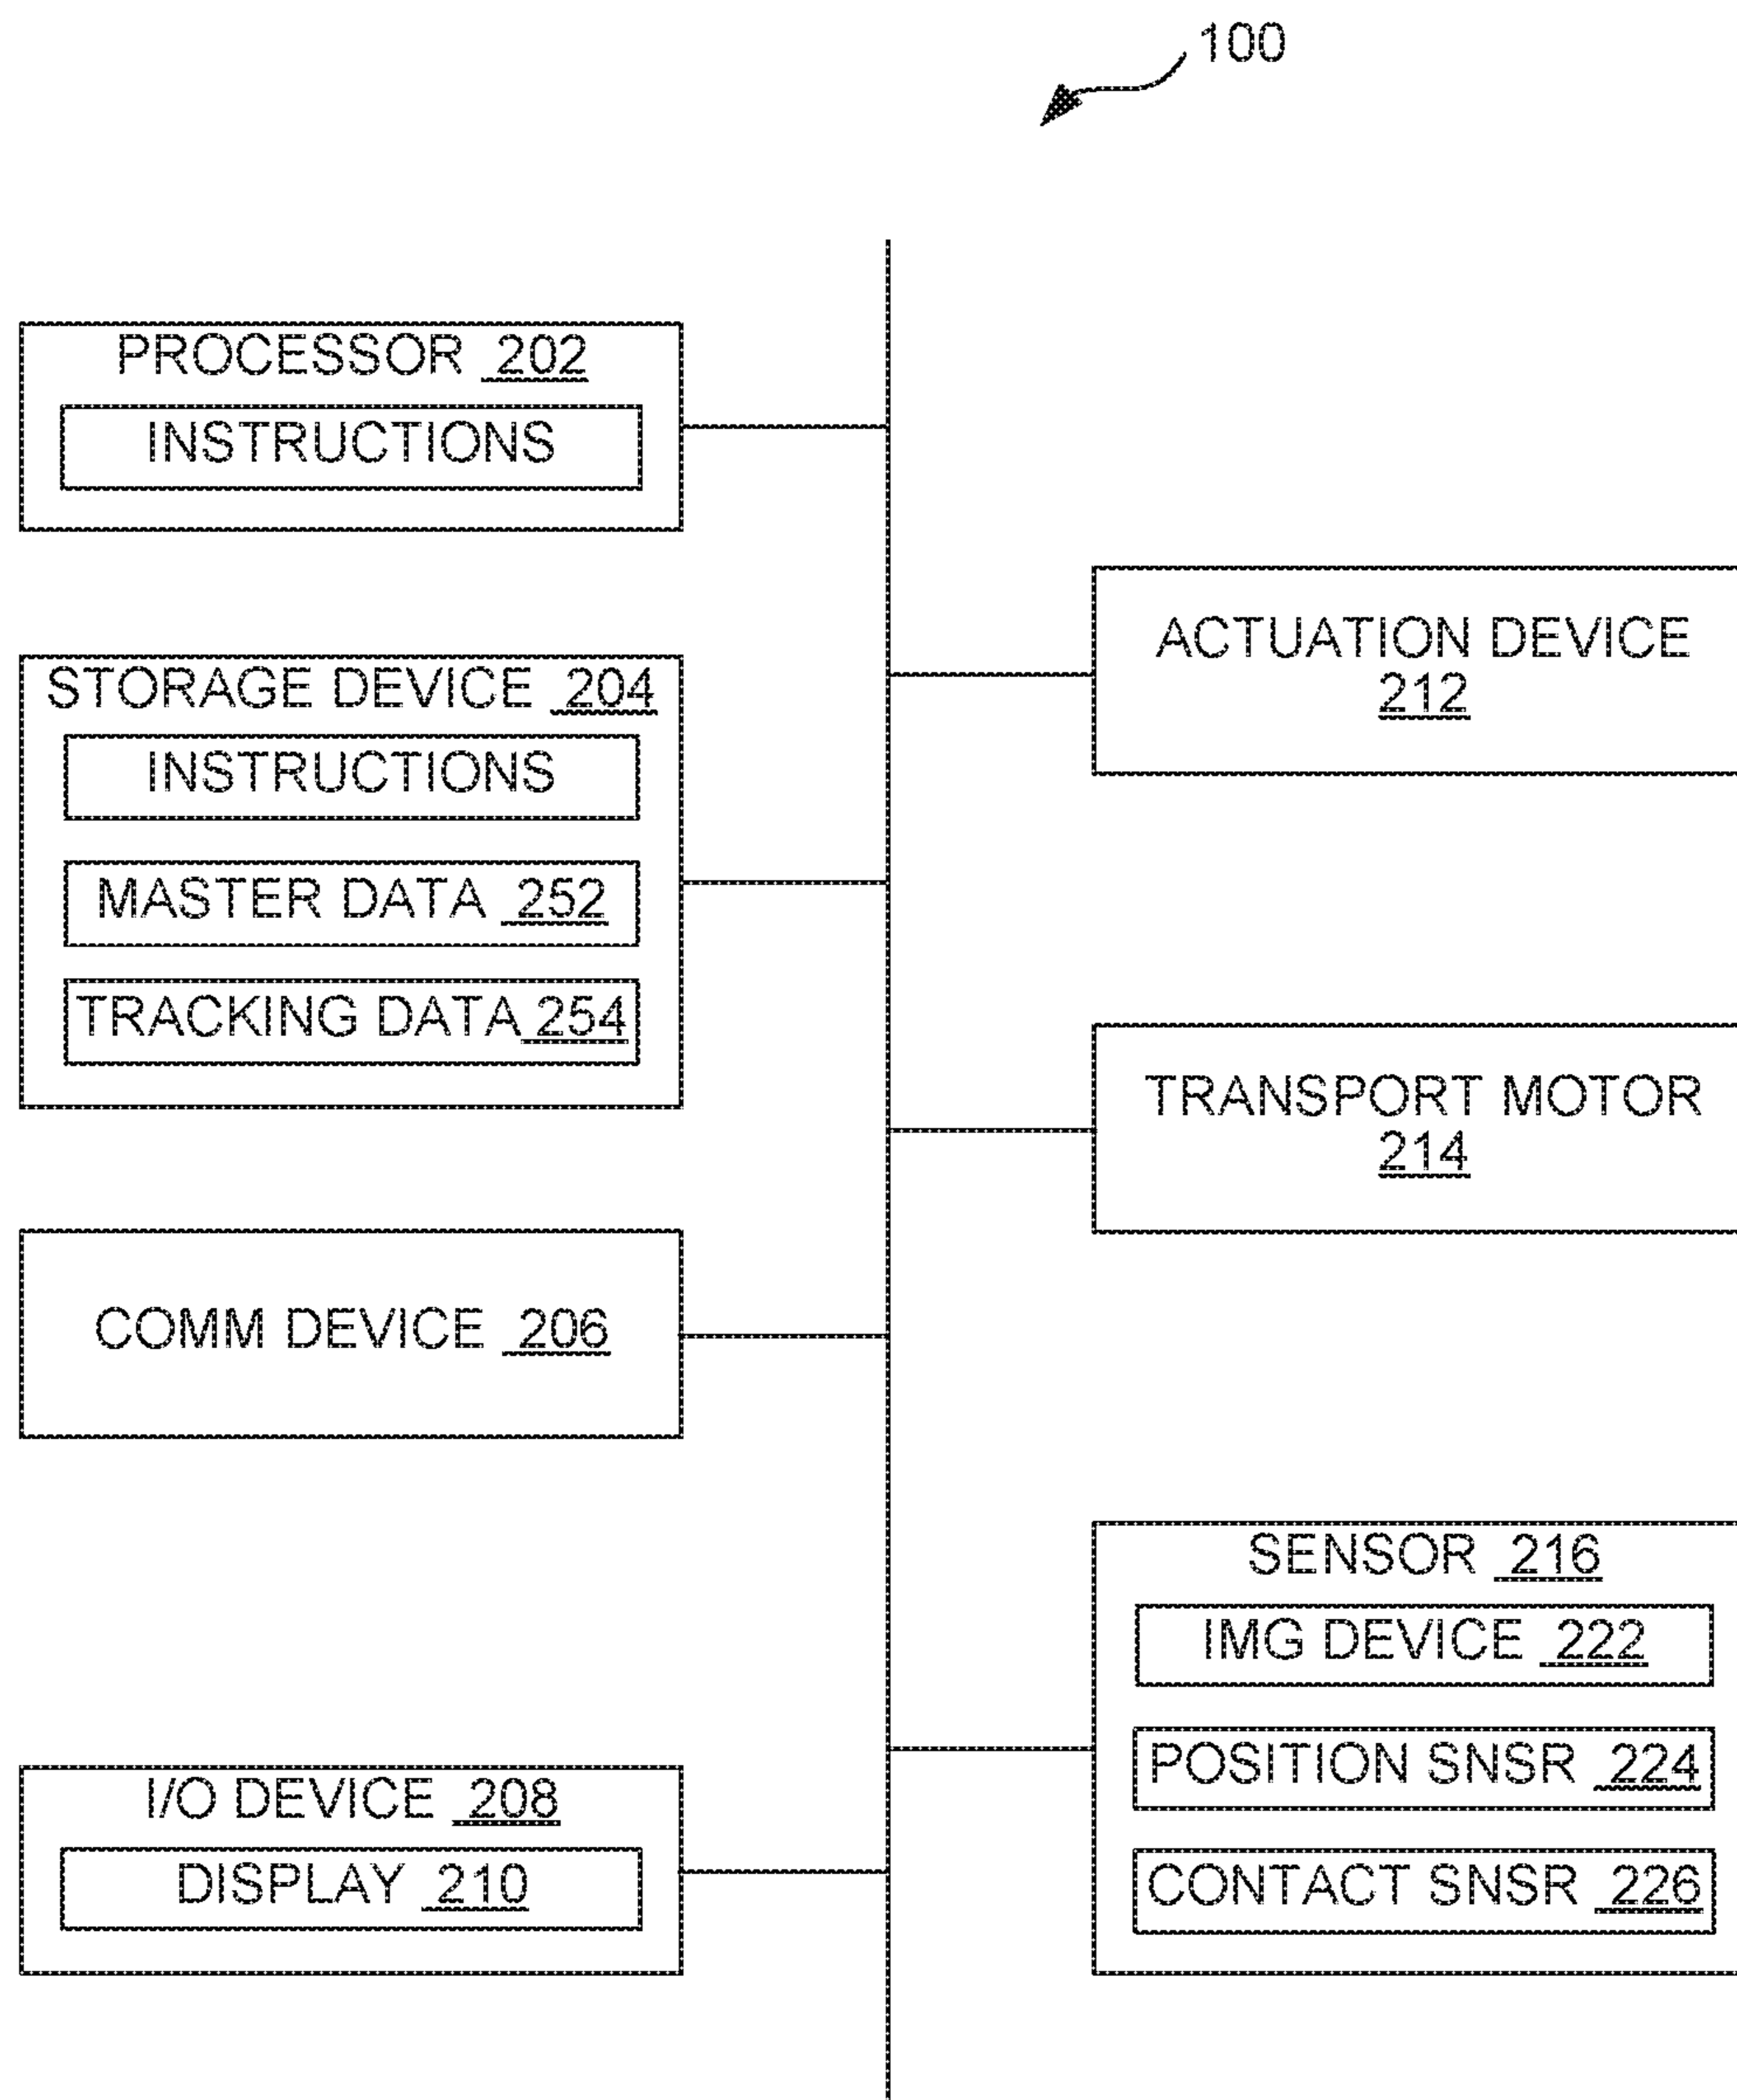 100
PROCESSOR 202
INSTRUCTIONS
STORAGE DEVICE 204
INSTRUCTIONS
MASTER DATA 252
TRACKING DATA 254
COMM DEVICE 206
I/O DEVICE 208
DISPLAY 210
ACTUATION DEVICE
212
TRANSPORT MOTOR
214
SENSOR 216
IMG DEVICE 222
POSITION SNSR 224
CONTACT SNSR 226